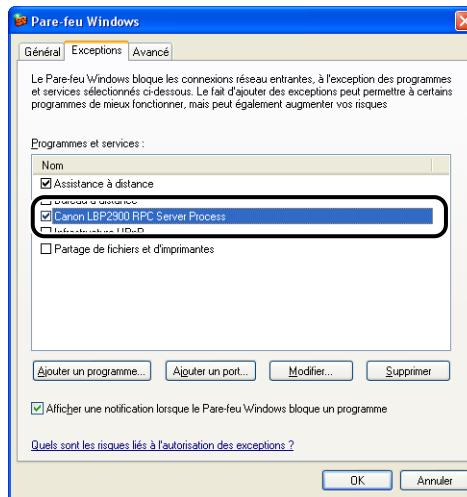 Pare-feu Windows
Général Exceptions Avancé
Le Pare-feu Windows bloque les connexions réseau entrantes, à l'exception des programmes
et services sélectionnés ci-dessous. Le fait d'ajouter des exceptions peut permettre à certains
programmes de mieux fonctionner, mais peut également augmenter vos risques
Programmes et services :
Nom
Assistance à distance
Bureau à distance
Canon LBP2900 RPC Server Process
Infrastructure UPnP
Partage de fichiers et d'imprimantes
Ajouter un programme... Ajouter un port... Modifier... Supprimer
Afficher une notification lorsque le Pare-feu Windows bloque un programme
Quels sont les risques liés à l'autorisation des exceptions ?
OK Annuler